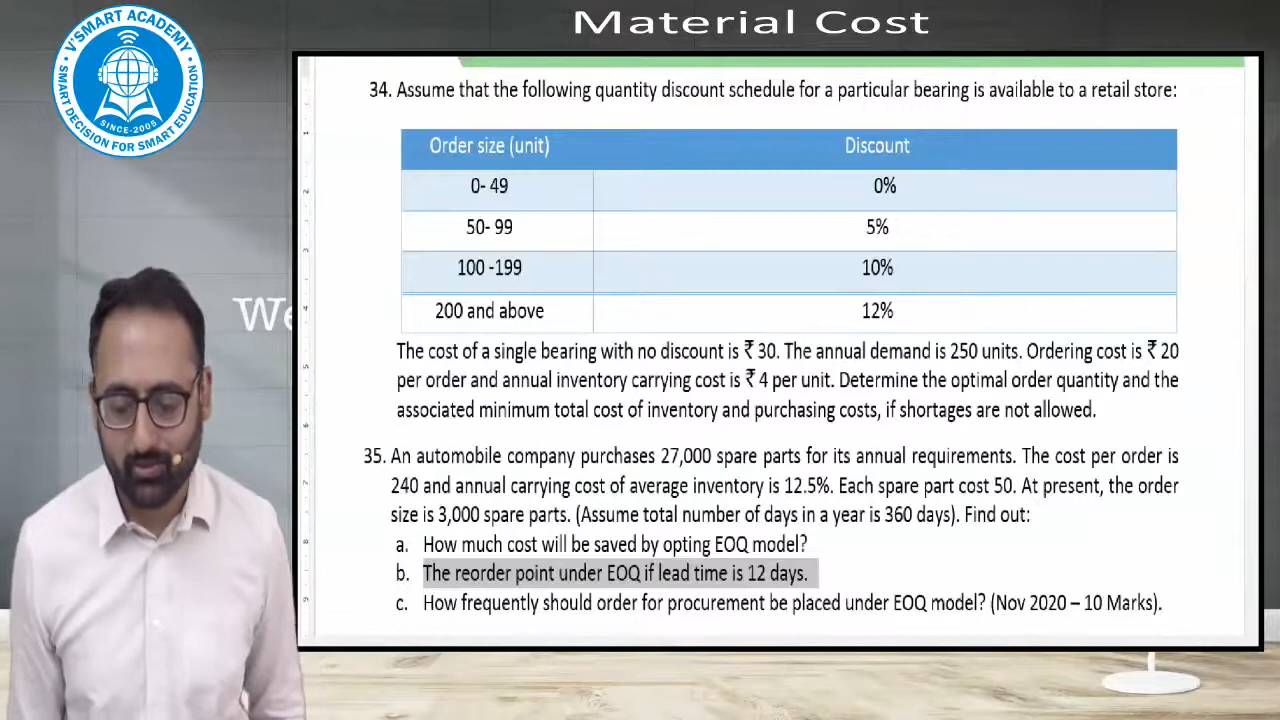 Material Cost
V'SMART ACADEMY
SINCE-2005
SMART DECISION FOR SMART EDUCATION
We
34. Assume that the following quantity discount schedule for a particular bearing is available to a retail store:
Order size (unit) Discount
0- 49 0%
50- 99 5%
100 -199 10%
200 and above 12%
The cost of a single bearing with no discount is ₹ 30. The annual demand is 250 units. Ordering cost is ₹ 20
per order and annual inventory carrying cost is ₹ 4 per unit. Determine the optimal order quantity and the
associated minimum total cost of inventory and purchasing costs, if shortages are not allowed.
35. An automobile company purchases 27,000 spare parts for its annual requirements. The cost per order is
240 and annual carrying cost of average inventory is 12.5%. Each spare part cost 50. At present, the order
size is 3,000 spare parts. (Assume total number of days in a year is 360 days). Find out:
a. How much cost will be saved by opting EOQ model?
b. The reorder point under EOQ if lead time is 12 days.
c. How frequently should order for procurement be placed under EOQ model? (Nov 2020 – 10 Marks).